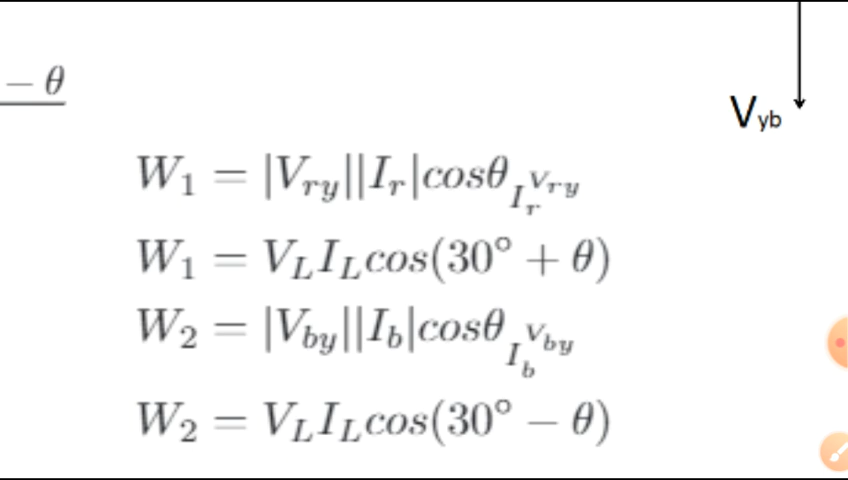 − θ
V_yb
W_1 = |V_ry||I_r|cosθ_{I_r}^{V_ry}
W_1 = V_L I_L cos(30° + θ)
W_2 = |V_by||I_b|cosθ_{I_b}^{V_by}
W_2 = V_L I_L cos(30° − θ)